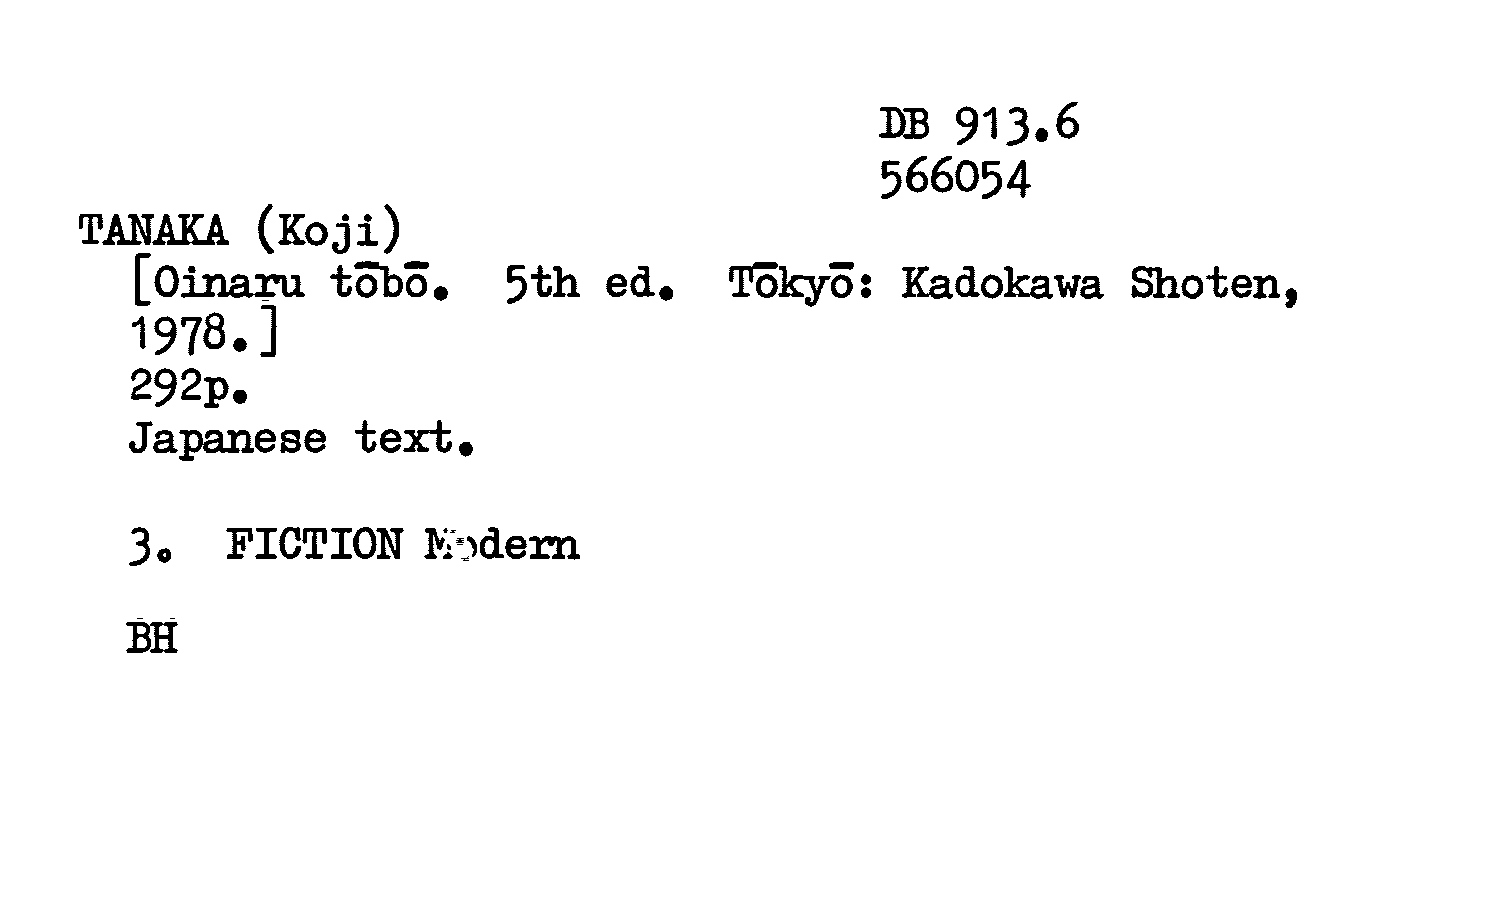 DB 913.6
566054
TANAKA (Koji)
[Oinaru tōbō. 5th ed. Tōkyō: Kadokawa Shoten,
1978.]
292p.
Japanese text.
3. FICTION Modern
BH